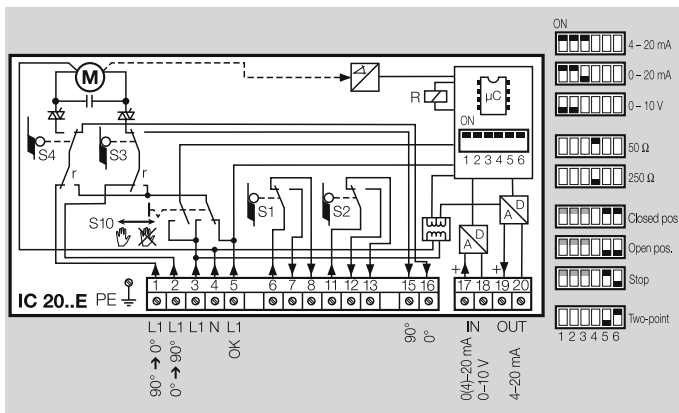 ON
4 – 20 mA
0 – 20 mA
0 – 10 V
50 Ω
250 Ω
Closed pos.
Open pos.
Stop
Two-point
1 2 3 4 5 6
M
R
µC
ON
1 2 3 4 5 6
S4
S3
r
r
S10
S1
S2
A
D
A
D
+
+
IC 20..E
PE
1 2 3 4 5 6 7 8 11 12 13 15 16 17 18 19 20
L1 L1 L1 N L1
OK
90° → 0°
0° → 90°
90°
0°
IN
OUT
0(4)–20 mA
0–10 V
4–20 mA